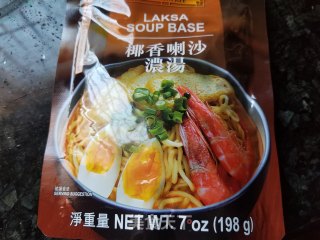 LAKSA
SOUP BASE
椰香喇沙
濃湯
SERVING SUGGESTION
淨重量 NET WT. 7 oz (198 g)